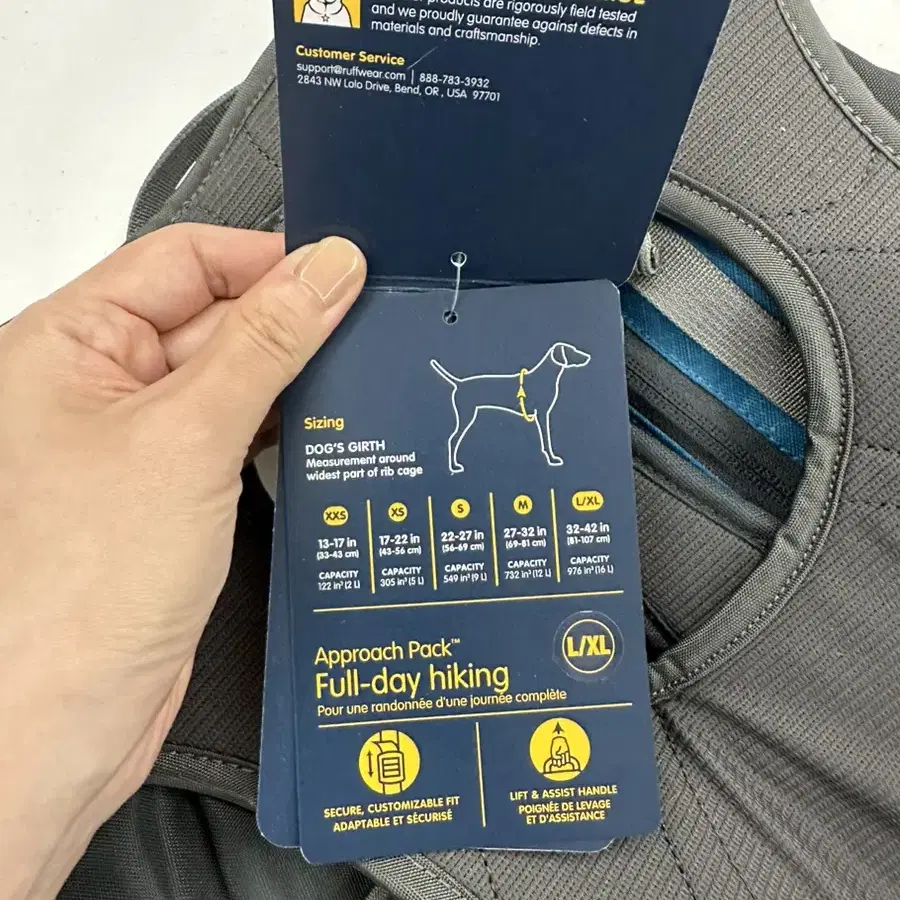 products are rigorously field tested
and we proudly guarantee against defects in
materials and craftsmanship.
Customer Service
support@ruffwear.com | 888-783-3932
2843 NW Lolo Drive, Bend, OR, USA 97701
Sizing
DOG'S GIRTH
Measurement around
widest part of rib cage
XXS XS S M L/XL
13-17 in 17-22 in 22-27 in 27-32 in 32-42 in
(33-43 cm) (43-56 cm) (56-69 cm) (69-81 cm) (81-107 cm)
CAPACITY CAPACITY CAPACITY CAPACITY CAPACITY
122 in³ (2 L) 305 in³ (5 L) 549 in³ (9 L) 732 in³ (12 L) 976 in³ (16 L)
Approach Pack™
L/XL
Full-day hiking
Pour une randonnée d'une journée complète
SECURE, CUSTOMIZABLE FIT
ADAPTABLE ET SÉCURISÉ
LIFT & ASSIST HANDLE
POIGNÉE DE LEVAGE
ET D'ASSISTANCE